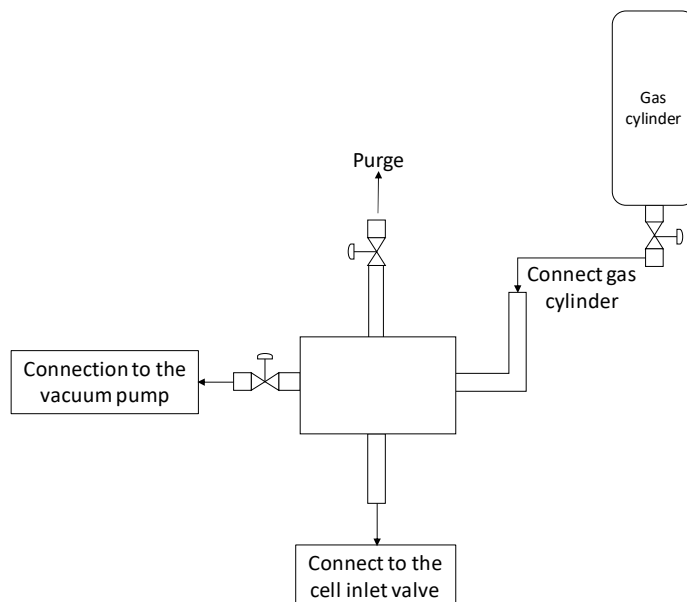 Gas
cylinder
Purge
Connect gas
cylinder
Connection to the
vacuum pump
Connect to the
cell inlet valve